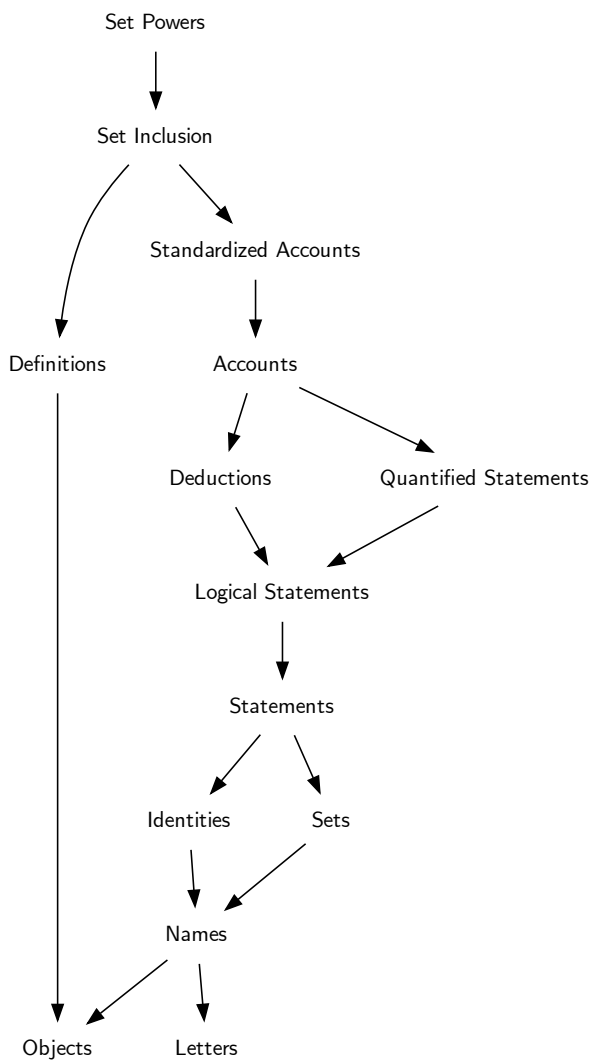 Set Powers
Set Inclusion
Standardized Accounts
Definitions
Accounts
Deductions
Quantified Statements
Logical Statements
Statements
Identities
Sets
Names
Objects
Letters